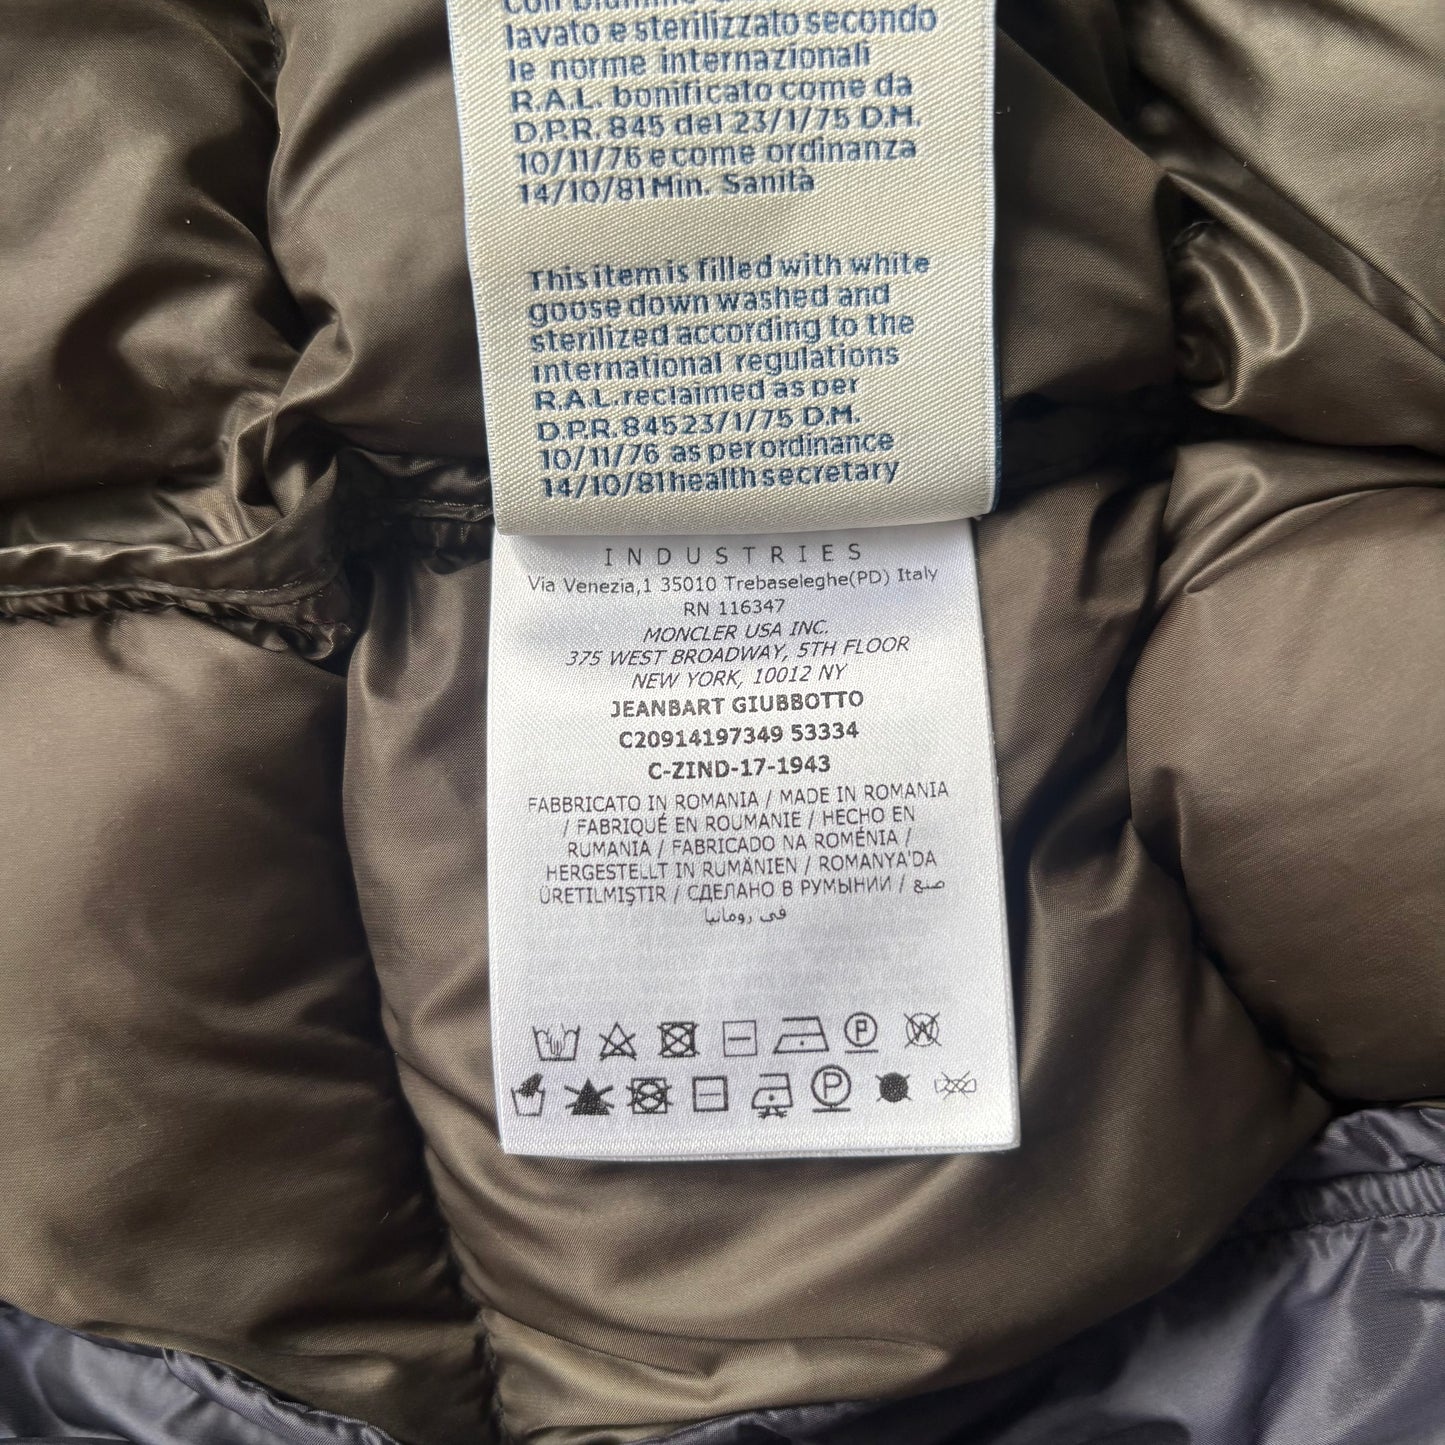 lavato e sterilizzato secondo
le norme internazionali
R.A.L. bonificato come da
D.P.R. 845 del 23/1/75 D.M.
10/11/76 e come ordinanza
14/10/81 Min. Sanità
This item is filled with white
goose down washed and
sterilized according to the
international regulations
R.A.L. reclaimed as per
D.P.R. 845 23/1/75 D.M.
10/11/76 as per ordinance
14/10/81 health secretary
INDUSTRIES
Via Venezia,1 35010 Trebaseleghe(PD) Italy
RN 116347
MONCLER USA INC.
375 WEST BROADWAY, 5TH FLOOR
NEW YORK, 10012 NY
JEANBART GIUBBOTTO
C20914197349 53334
C-ZIND-17-1943
FABBRICATO IN ROMANIA / MADE IN ROMANIA
/ FABRIQUÉ EN ROUMANIE / HECHO EN
RUMANIA / FABRICADO NA ROMÉNIA /
HERGESTELLT IN RUMÄNIEN / ROMANYA'DA
ÜRETILMIŞTIR / СДЕЛАНО В РУМЫНИИ / صنع
في رومانيا
P W
P